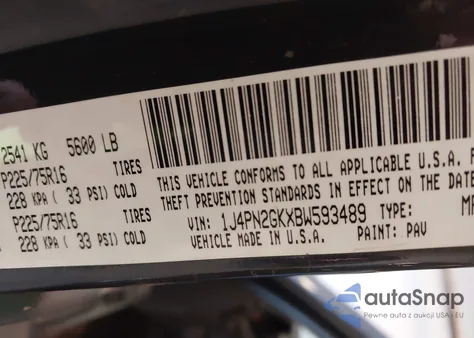 2541 KG 5600 LB
P225/75R16 TIRES
228 KPA ( 33 PSI) COLD
P225/75R16 TIRES
228 KPA ( 33 PSI) COLD
THIS VEHICLE CONFORMS TO ALL APPLICABLE U.S.A.
THEFT PREVENTION STANDARDS IN EFFECT ON THE DATE
VIN: 1J4PN2GKXBW593489 TYPE:
VEHICLE MADE IN U.S.A. PAINT: PAV
autoSnap
Pewne auta z aukcji USA i EU